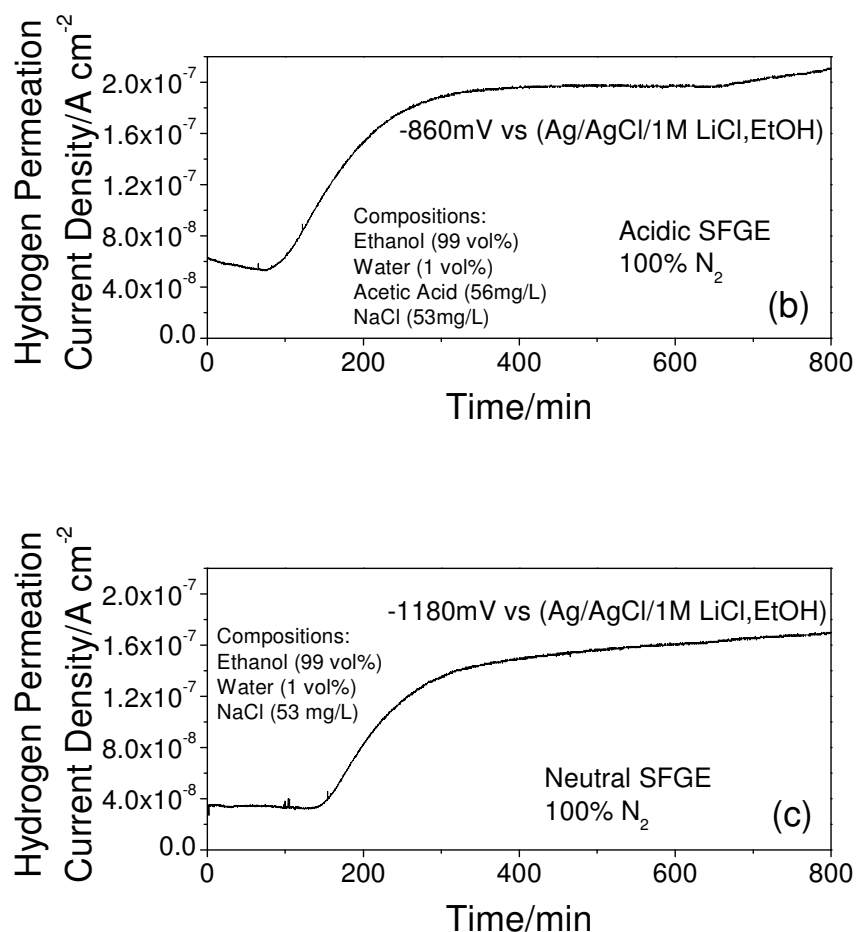 Hydrogen Permeation
Current Density/A cm-2
2.0x10-7
1.6x10-7
1.2x10-7
8.0x10-8
4.0x10-8
0.0
-860mV vs (Ag/AgCl/1M LiCl,EtOH)
Compositions:
Ethanol (99 vol%)
Water (1 vol%)
Acetic Acid (56mg/L)
NaCl (53mg/L)
Acidic SFGE
100% N2
(b)
0 200 400 600 800
Time/min
Hydrogen Permeation
Current Density/A cm-2
2.0x10-7
1.6x10-7
1.2x10-7
8.0x10-8
4.0x10-8
0.0
-1180mV vs (Ag/AgCl/1M LiCl,EtOH)
Compositions:
Ethanol (99 vol%)
Water (1 vol%)
NaCl (53 mg/L)
Neutral SFGE
100% N2
(c)
0 200 400 600 800
Time/min